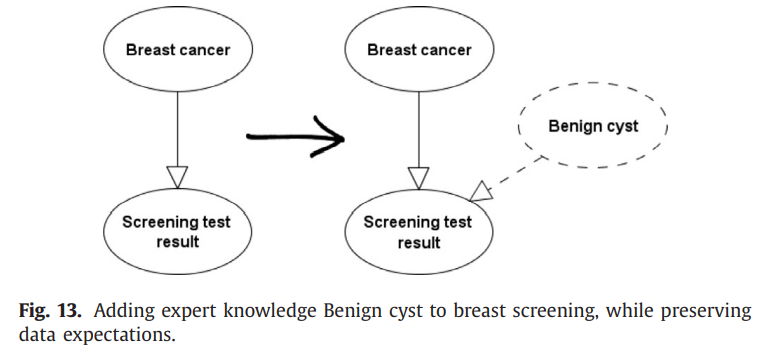 Breast cancer
Breast cancer
Benign cyst
Screening test
result
Screening test
result
Fig. 13. Adding expert knowledge Benign cyst to breast screening, while preserving
data expectations.